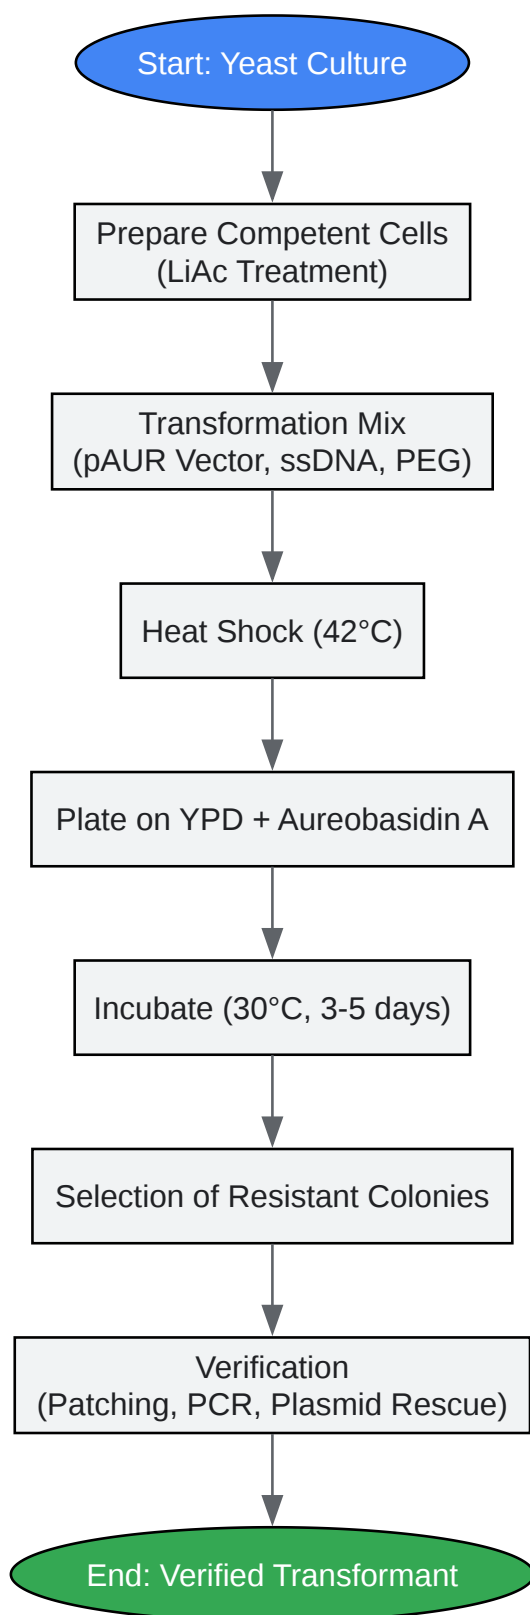 Start: Yeast Culture
Prepare Competent Cells
(LiAc Treatment)
Transformation Mix
(pAUR Vector, ssDNA, PEG)
Heat Shock (42°C)
Plate on YPD + Aureobasidin A
Incubate (30°C, 3-5 days)
Selection of Resistant Colonies
Verification
(Patching, PCR, Plasmid Rescue)
End: Verified Transformant